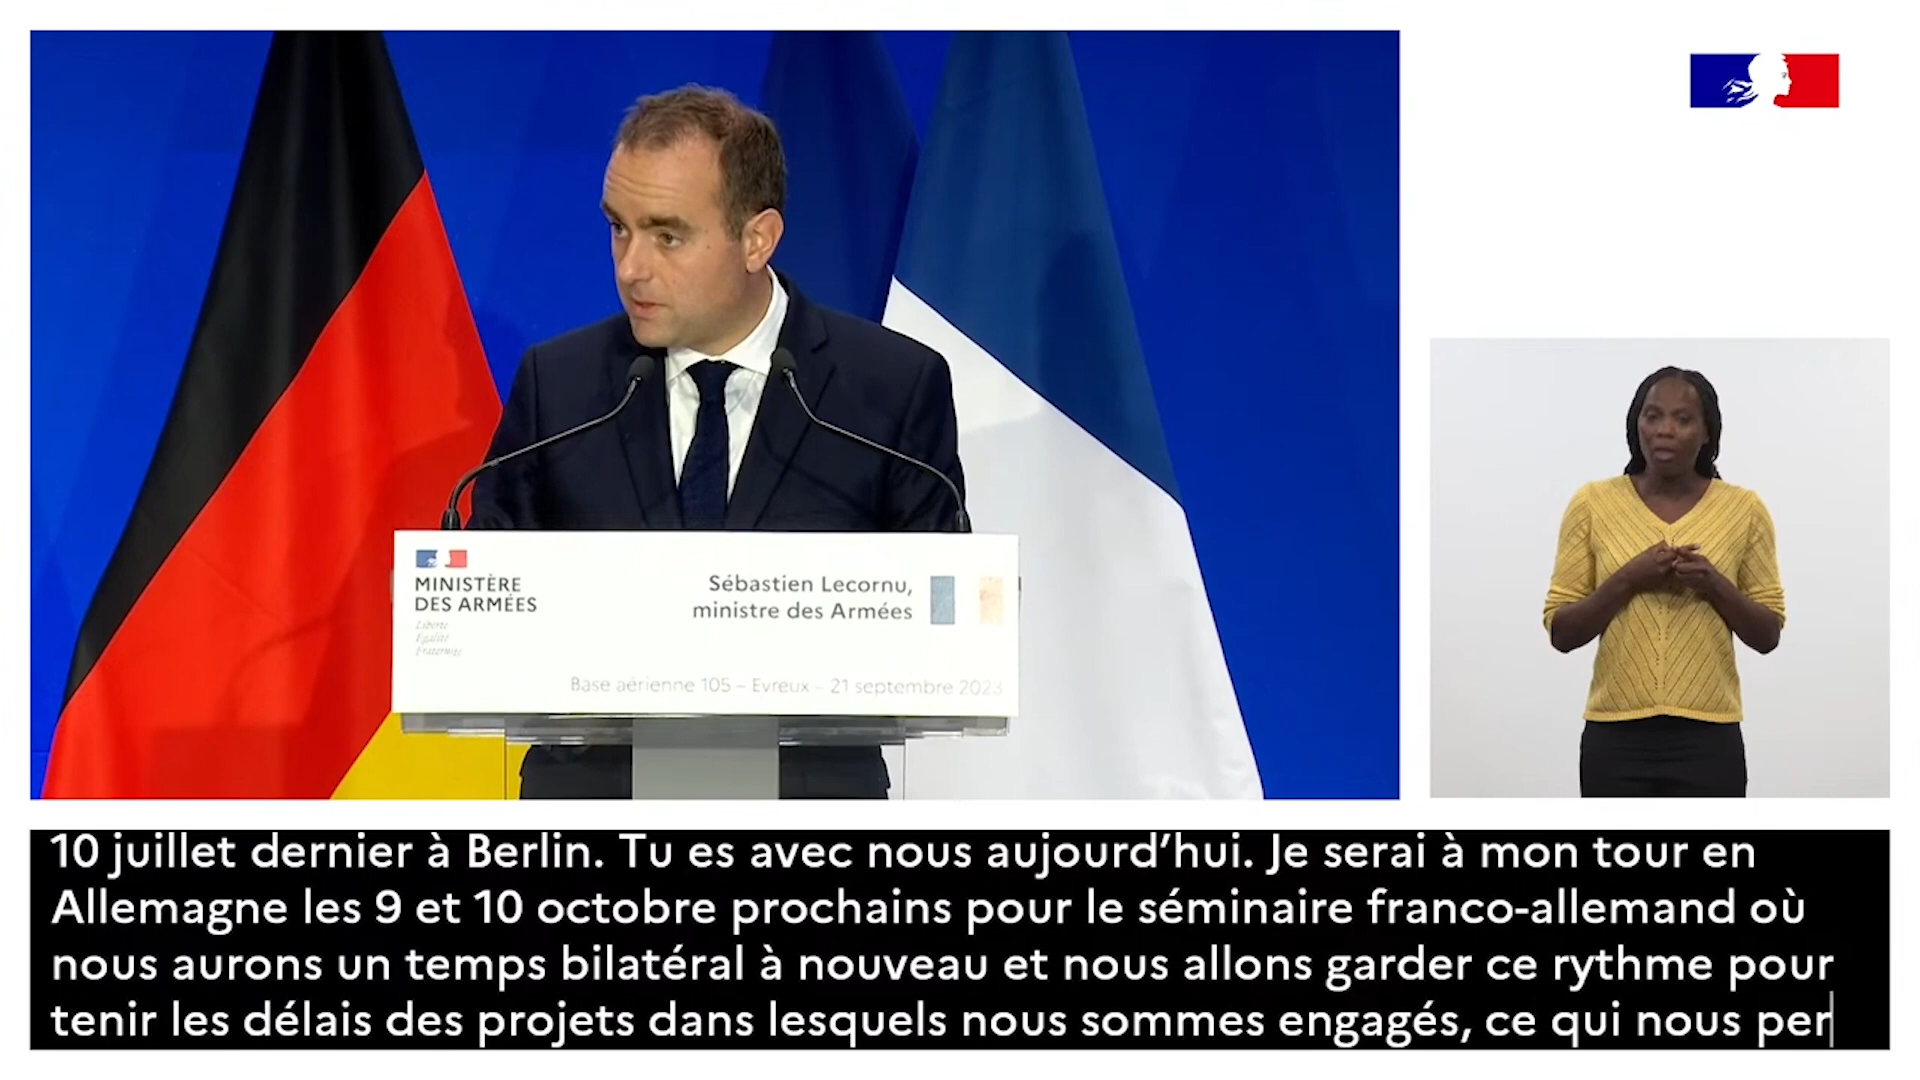 MINISTÈRE
DES ARMÉES
Liberté
Égalité
Fraternité
Sébastien Lecornu,
ministre des Armées
Base aérienne 105 – Evreux – 21 septembre 2023
10 juillet dernier à Berlin. Tu es avec nous aujourd’hui. Je serai à mon tour en
Allemagne les 9 et 10 octobre prochains pour le séminaire franco-allemand où
nous aurons un temps bilatéral à nouveau et nous allons garder ce rythme pour
tenir les délais des projets dans lesquels nous sommes engagés, ce qui nous per